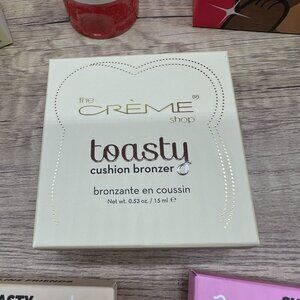 the
CRÈME®
shop
toasty
cushion bronzer
bronzante en coussin
Net wt. 0.53 oz. / 15 ml ℮